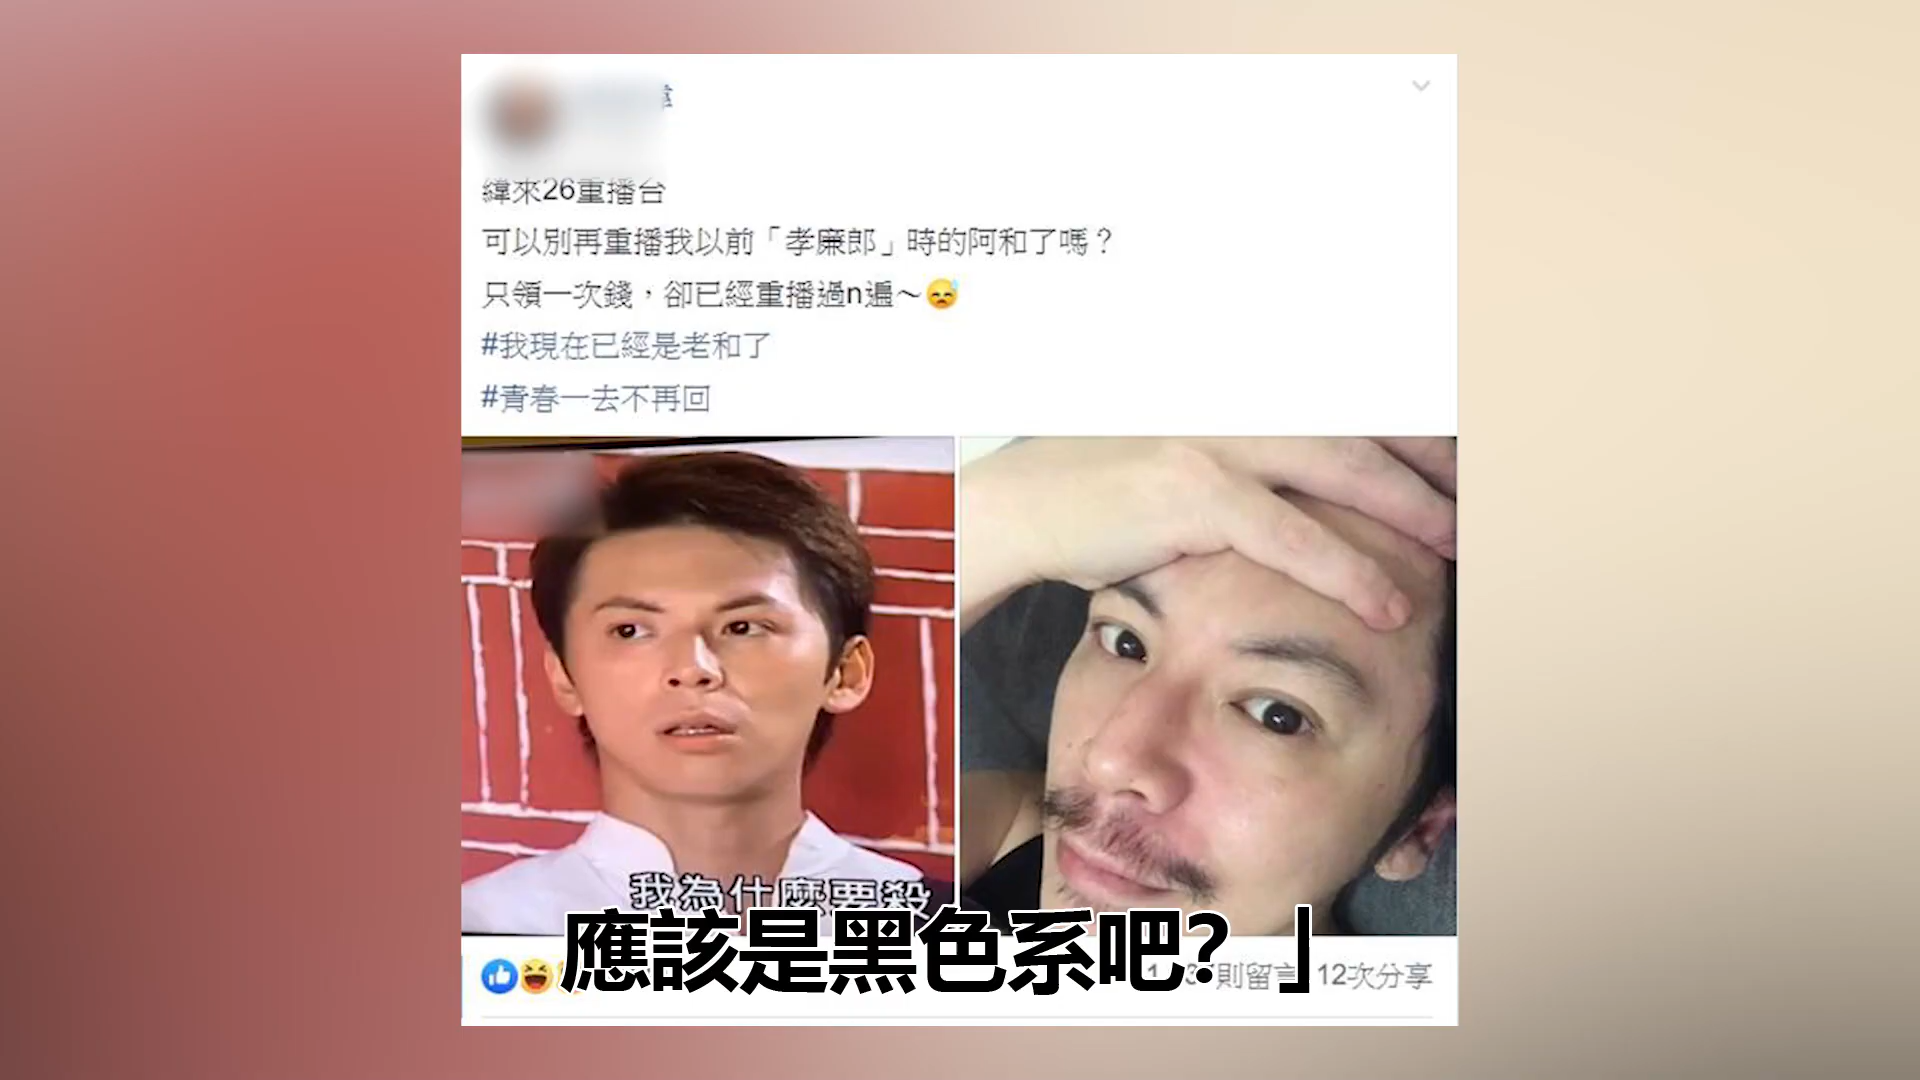 緯來26重播台
可以別再重播我以前「孝廉郎」時的阿和了嗎？
只領一次錢，卻已經重播過n遍～😓
#我現在已經是老和了
#青春一去不再回
我為什麼要殺
應該是黑色系吧？」
則留言 12次分享